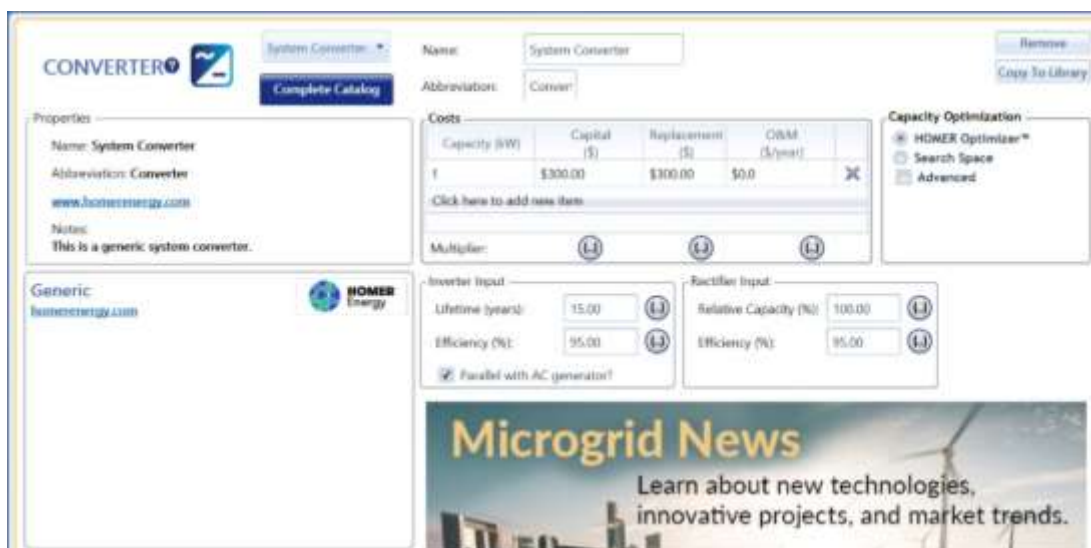 CONVERTER
System Converter
Complete Catalog
Name:
System Converter
Abbreviation:
Conver
Remove
Copy To Library
Properties
Name: System Converter
Abbreviation: Converter
www.homerenergy.com
Notes:
This is a generic system converter.
Generic
homerenergy.com
HOMER
Energy
Costs
Capacity (kW)
Capital
($)
Replacement
($)
O&M
($/year)
1
$300.00
$300.00
$0.0
Click here to add new item
Multiplier:
(..)
(..)
(..)
Capacity Optimization
HOMER Optimizer™
Search Space
Advanced
Inverter Input
Lifetime (years):
15.00
(..)
Efficiency (%):
95.00
(..)
Parallel with AC generator?
Rectifier Input
Relative Capacity (%):
100.00
(..)
Efficiency (%):
95.00
(..)
Microgrid News
Learn about new technologies,
innovative projects, and market trends.